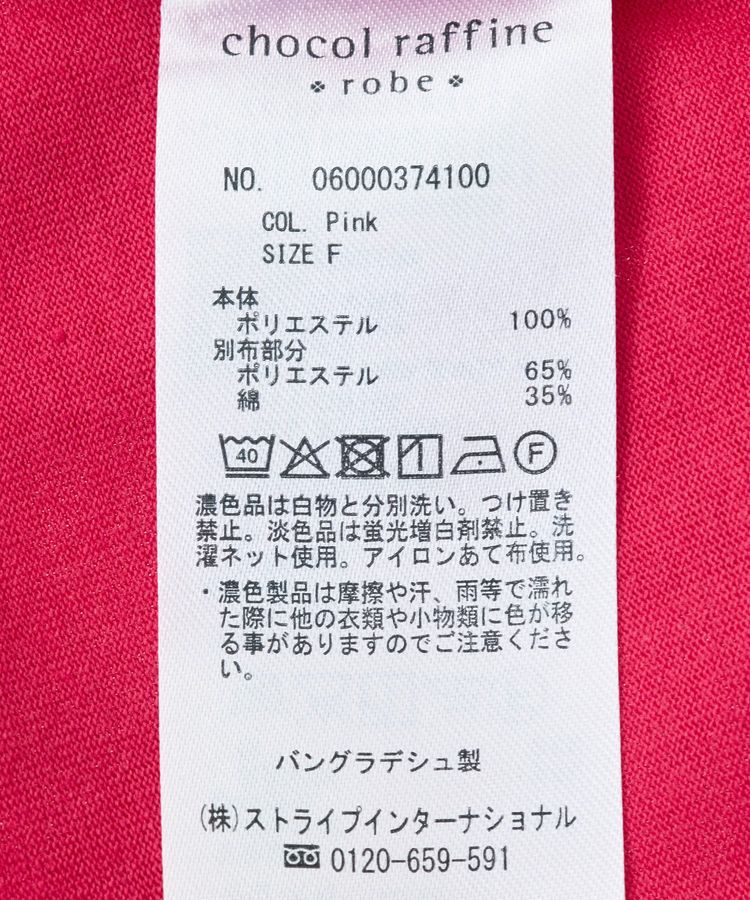 chocol raffine
robe
NO. 06000374100
COL. Pink
SIZE F
本体
ポリエステル 100%
別布部分
ポリエステル 65%
綿 35%
40 F
濃色品は白物と分別洗い。つけ置き
禁止。淡色品は蛍光増白剤禁止。洗
濯ネット使用。アイロンあて布使用。
・濃色製品は摩擦や汗、雨等で濡れ
た際に他の衣類や小物類に色が移
る事がありますのでご注意くださ
い。
バングラデシュ製
(株)ストライプインターナショナル
0120-659-591